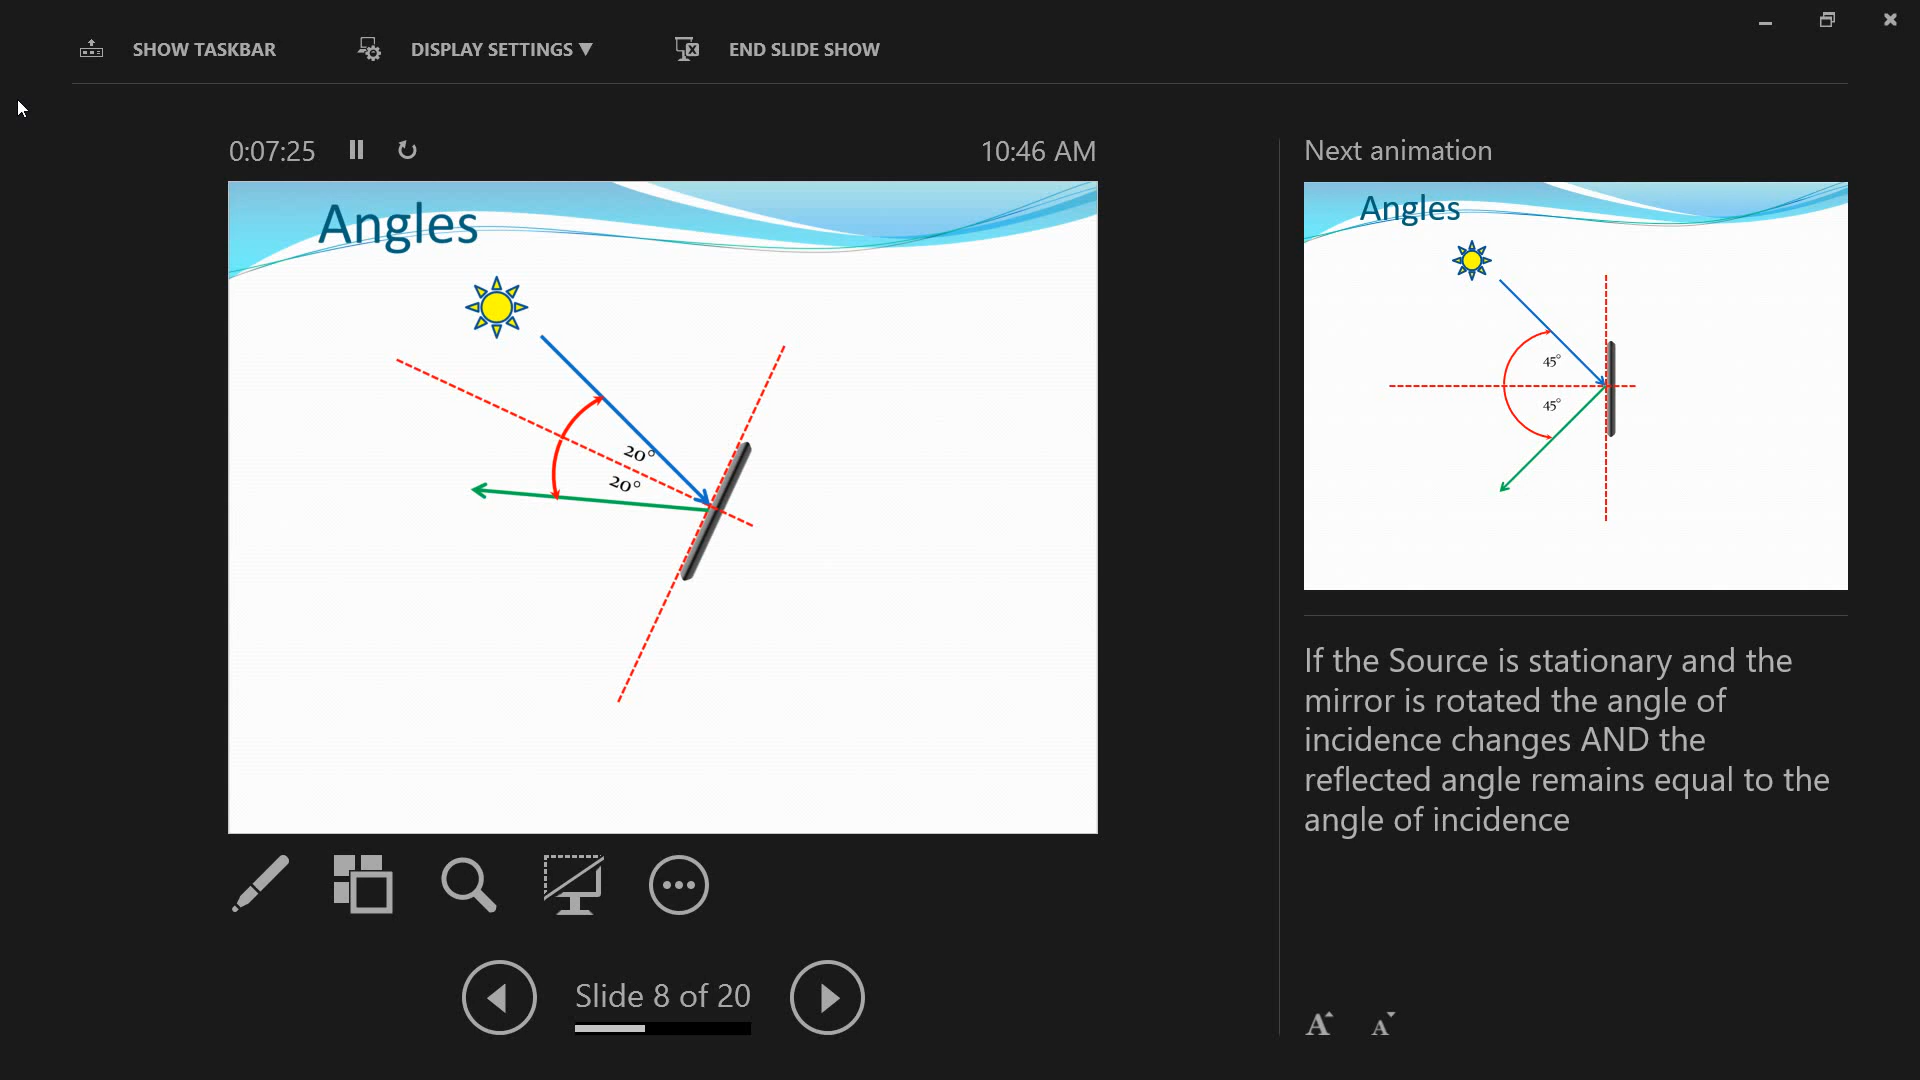 SHOW TASKBAR
DISPLAY SETTINGS ▼
END SLIDE SHOW
0:07:25
10:46 AM
Angles
20°
20°
Slide 8 of 20
Next animation
Angles
45°
45°
If the Source is stationary and the
mirror is rotated the angle of
incidence changes AND the
reflected angle remains equal to the
angle of incidence
A
A